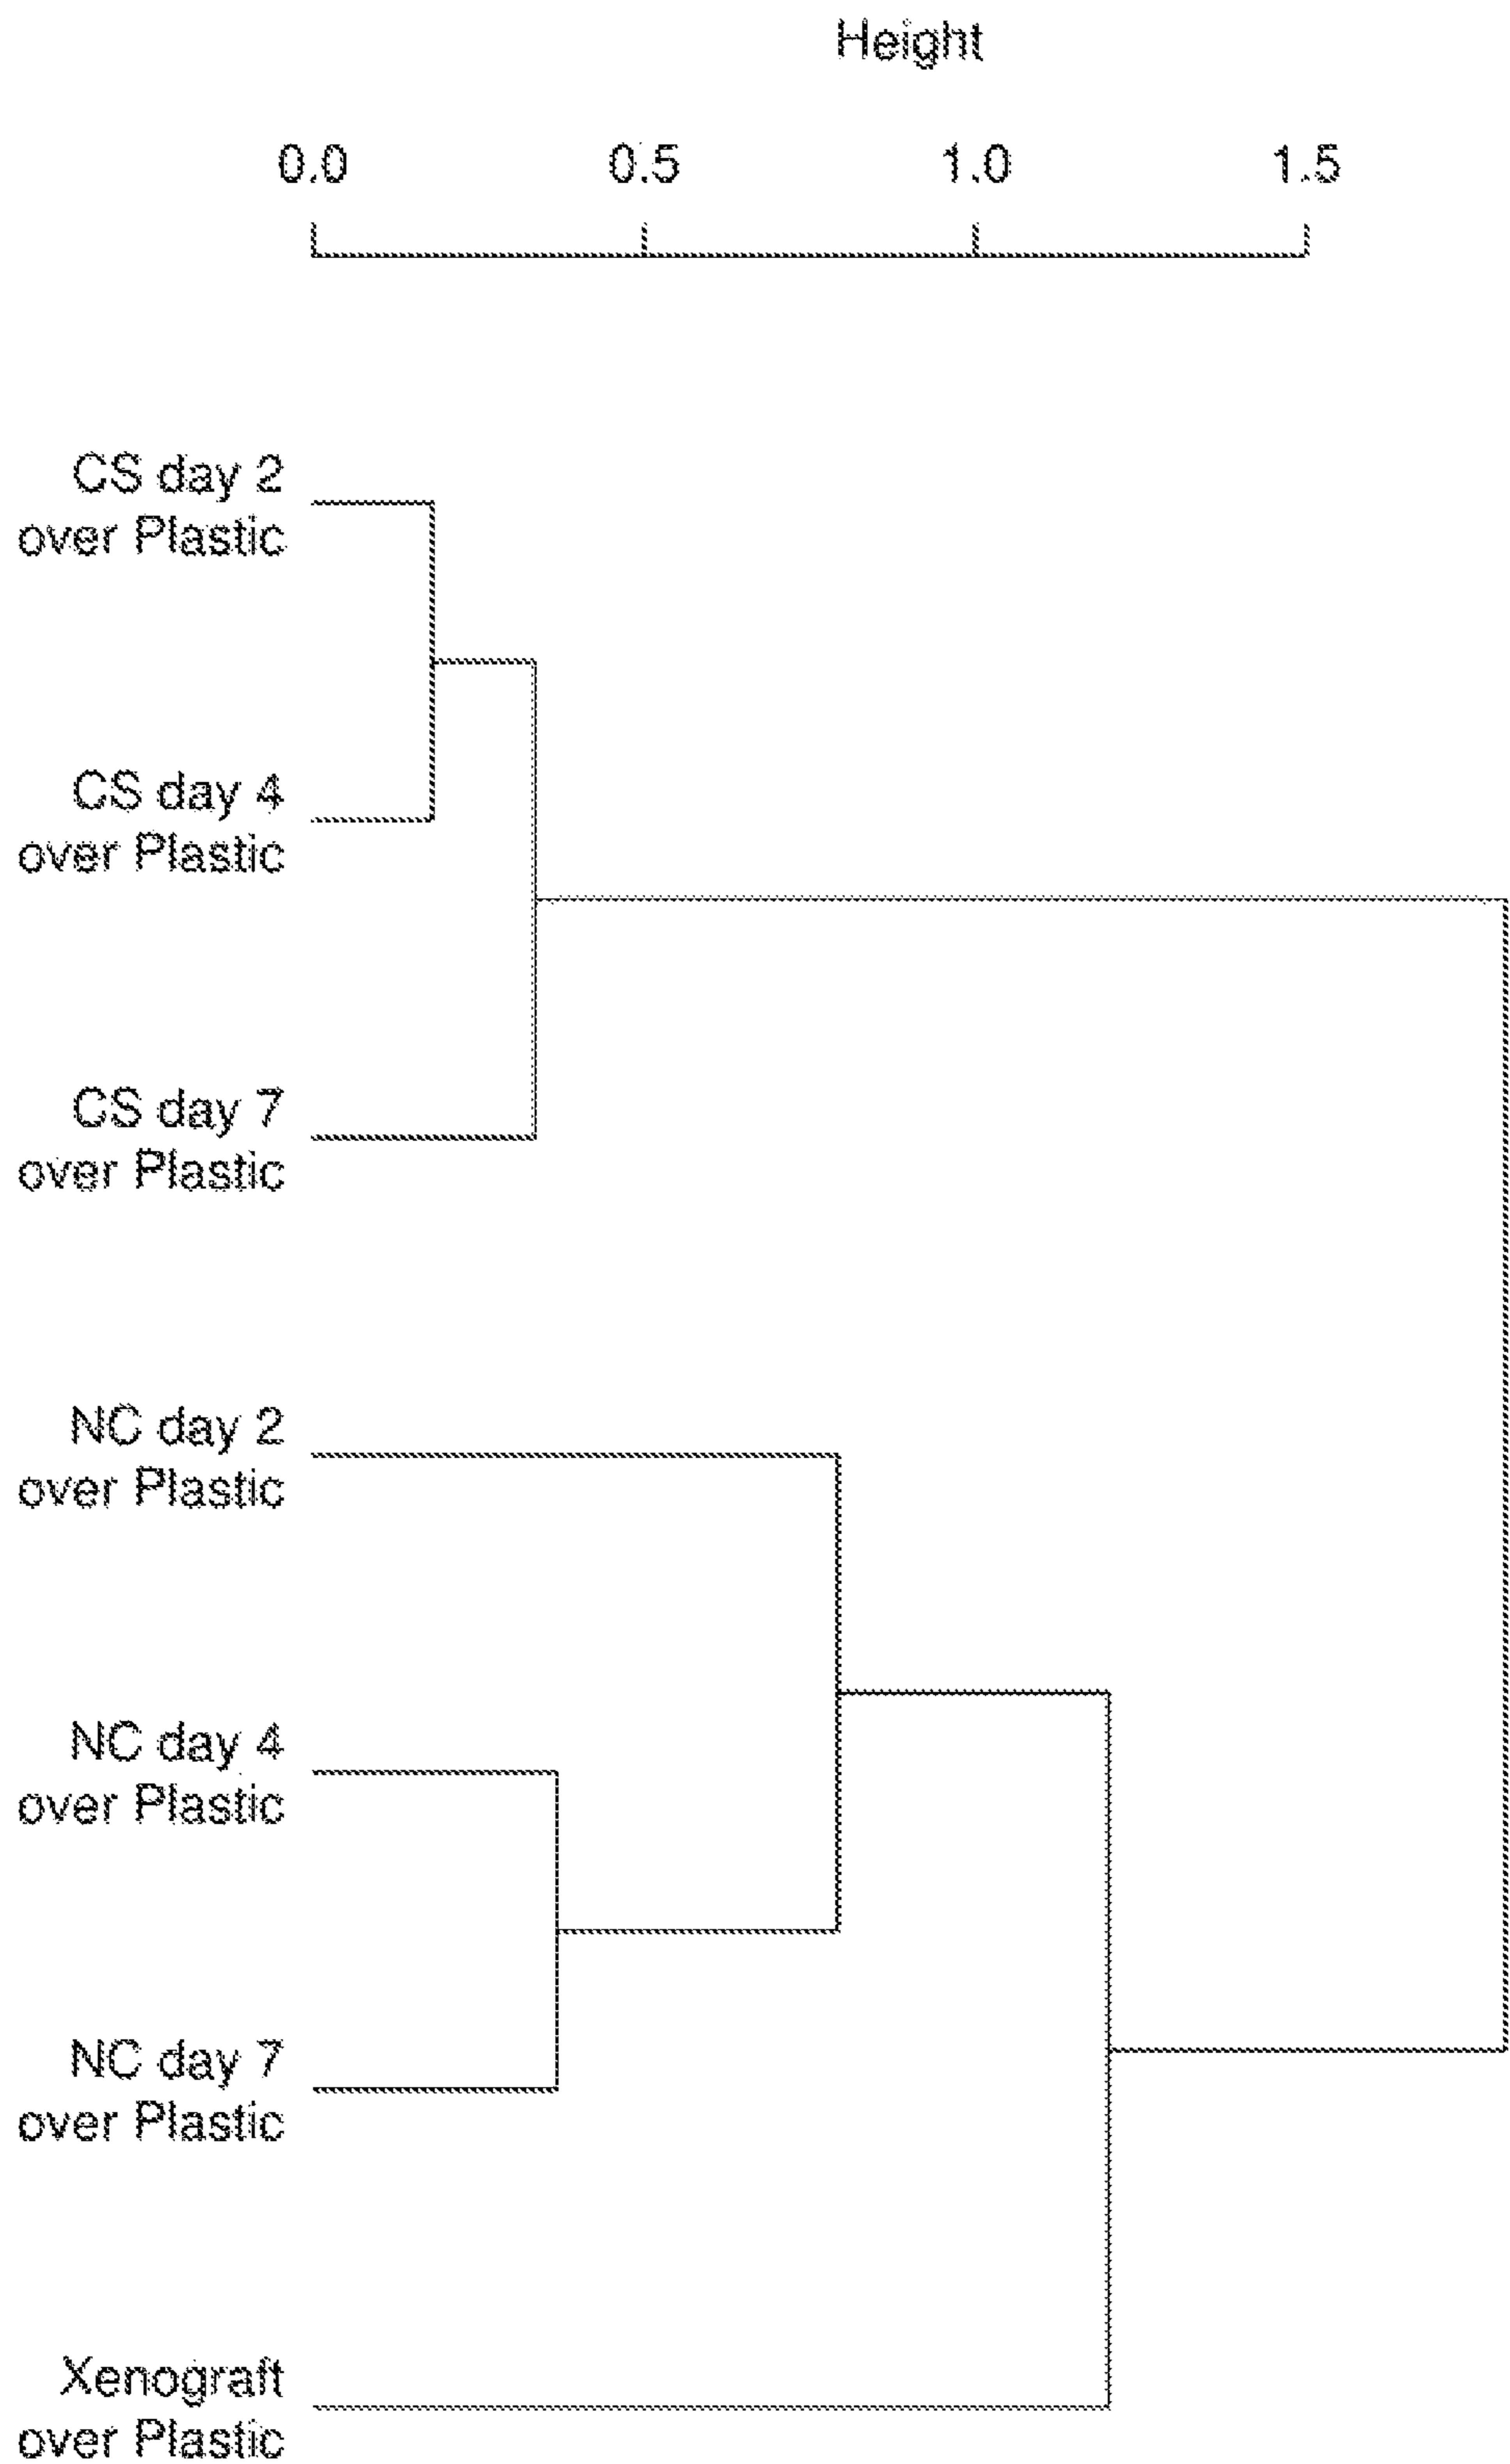 Height
0.0 0.5 1.0 1.5
CS day 2
over Plastic
CS day 4
over Plastic
CS day 7
over Plastic
NC day 2
over Plastic
NC day 4
over Plastic
NC day 7
over Plastic
Xenograft
over Plastic